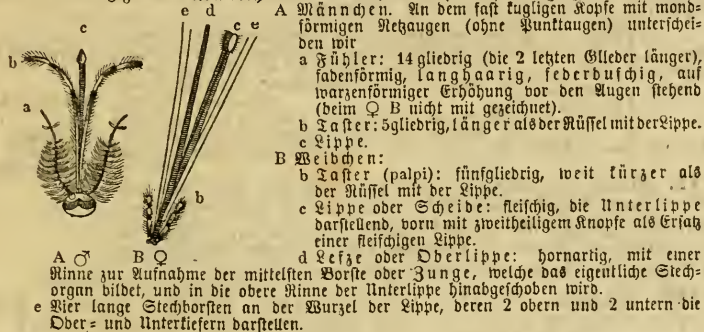 e d c e e
c
b
a
b
A ♂ B ♀
A Männchen. An dem fast kugligen Kopfe mit mond-
förmigen Netzaugen (ohne Punktaugen) unterschei-
den wir
a Fühler: 14 gliebrig (die 2 letzten Glieder länger),
fadenförmig, langhaarig, federbuschig, auf
warzenförmiger Erhöhung vor den Augen stehend
(beim ♀ B nicht mit gezeichnet).
b Taster: 5gliedrig, länger als der Rüssel mit der Lippe.
c Lippe.
B Weibchen:
b Taster (palpi): fünfgliedrig, weit kürzer als
der Rüssel mit der Lippe.
c Lippe oder Scheide: fleischig, die Unterlippe
darstellend, vorn mit zweitheiligem Knopfe als Ersatz
einer fleischigen Lippe.
d Lefze oder Oberlippe: hornartig, mit einer
Rinne zur Aufnahme der mittelsten Borste oder Zunge, welche das eigentliche Stech-
organ bildet, und in die obere Rinne der Unterlippe hinabgeschoben wird.
e Vier lange Stechborsten an der Wurzel der Lippe, deren 2 obern und 2 untern die
Ober- und Unterkiefern darstellen.